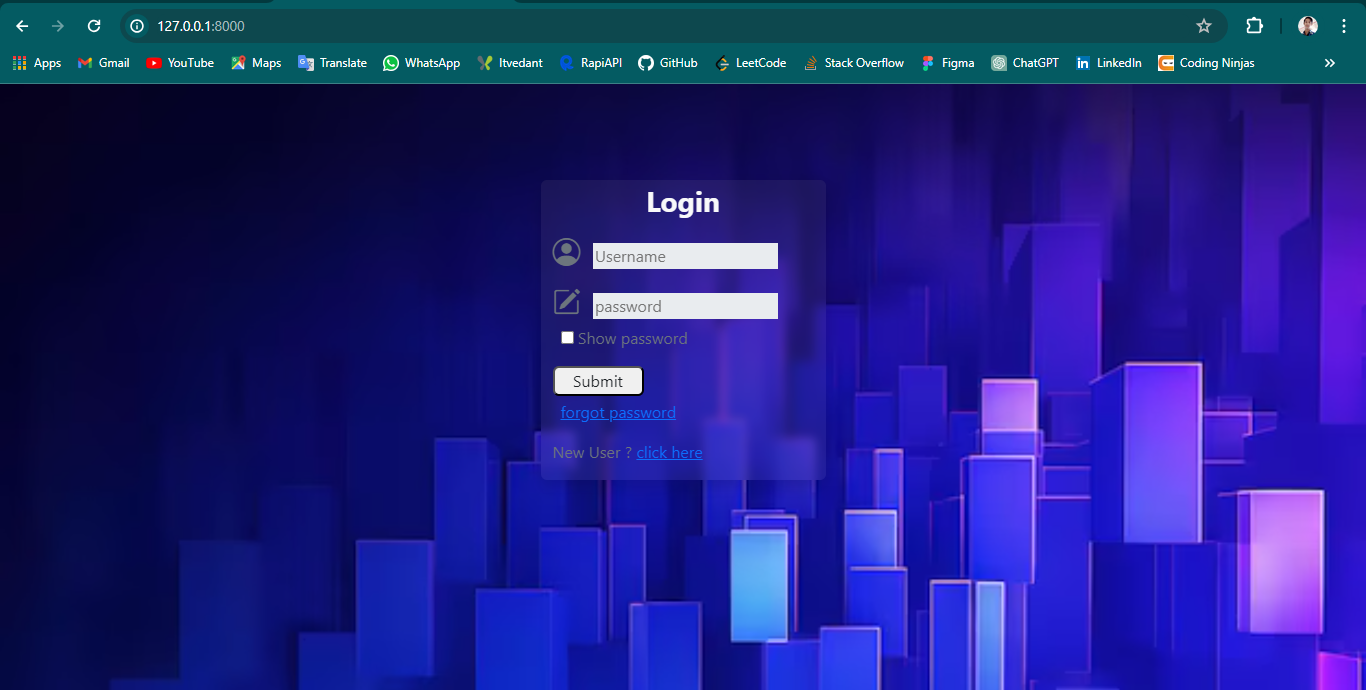 127.0.0.1:8000
Apps Gmail YouTube Maps Translate WhatsApp Itvedant RapiAPI GitHub LeetCode Stack Overflow Figma ChatGPT LinkedIn Coding Ninjas
Login
Username
password
Show password
Submit
forgot password
New User ? click here